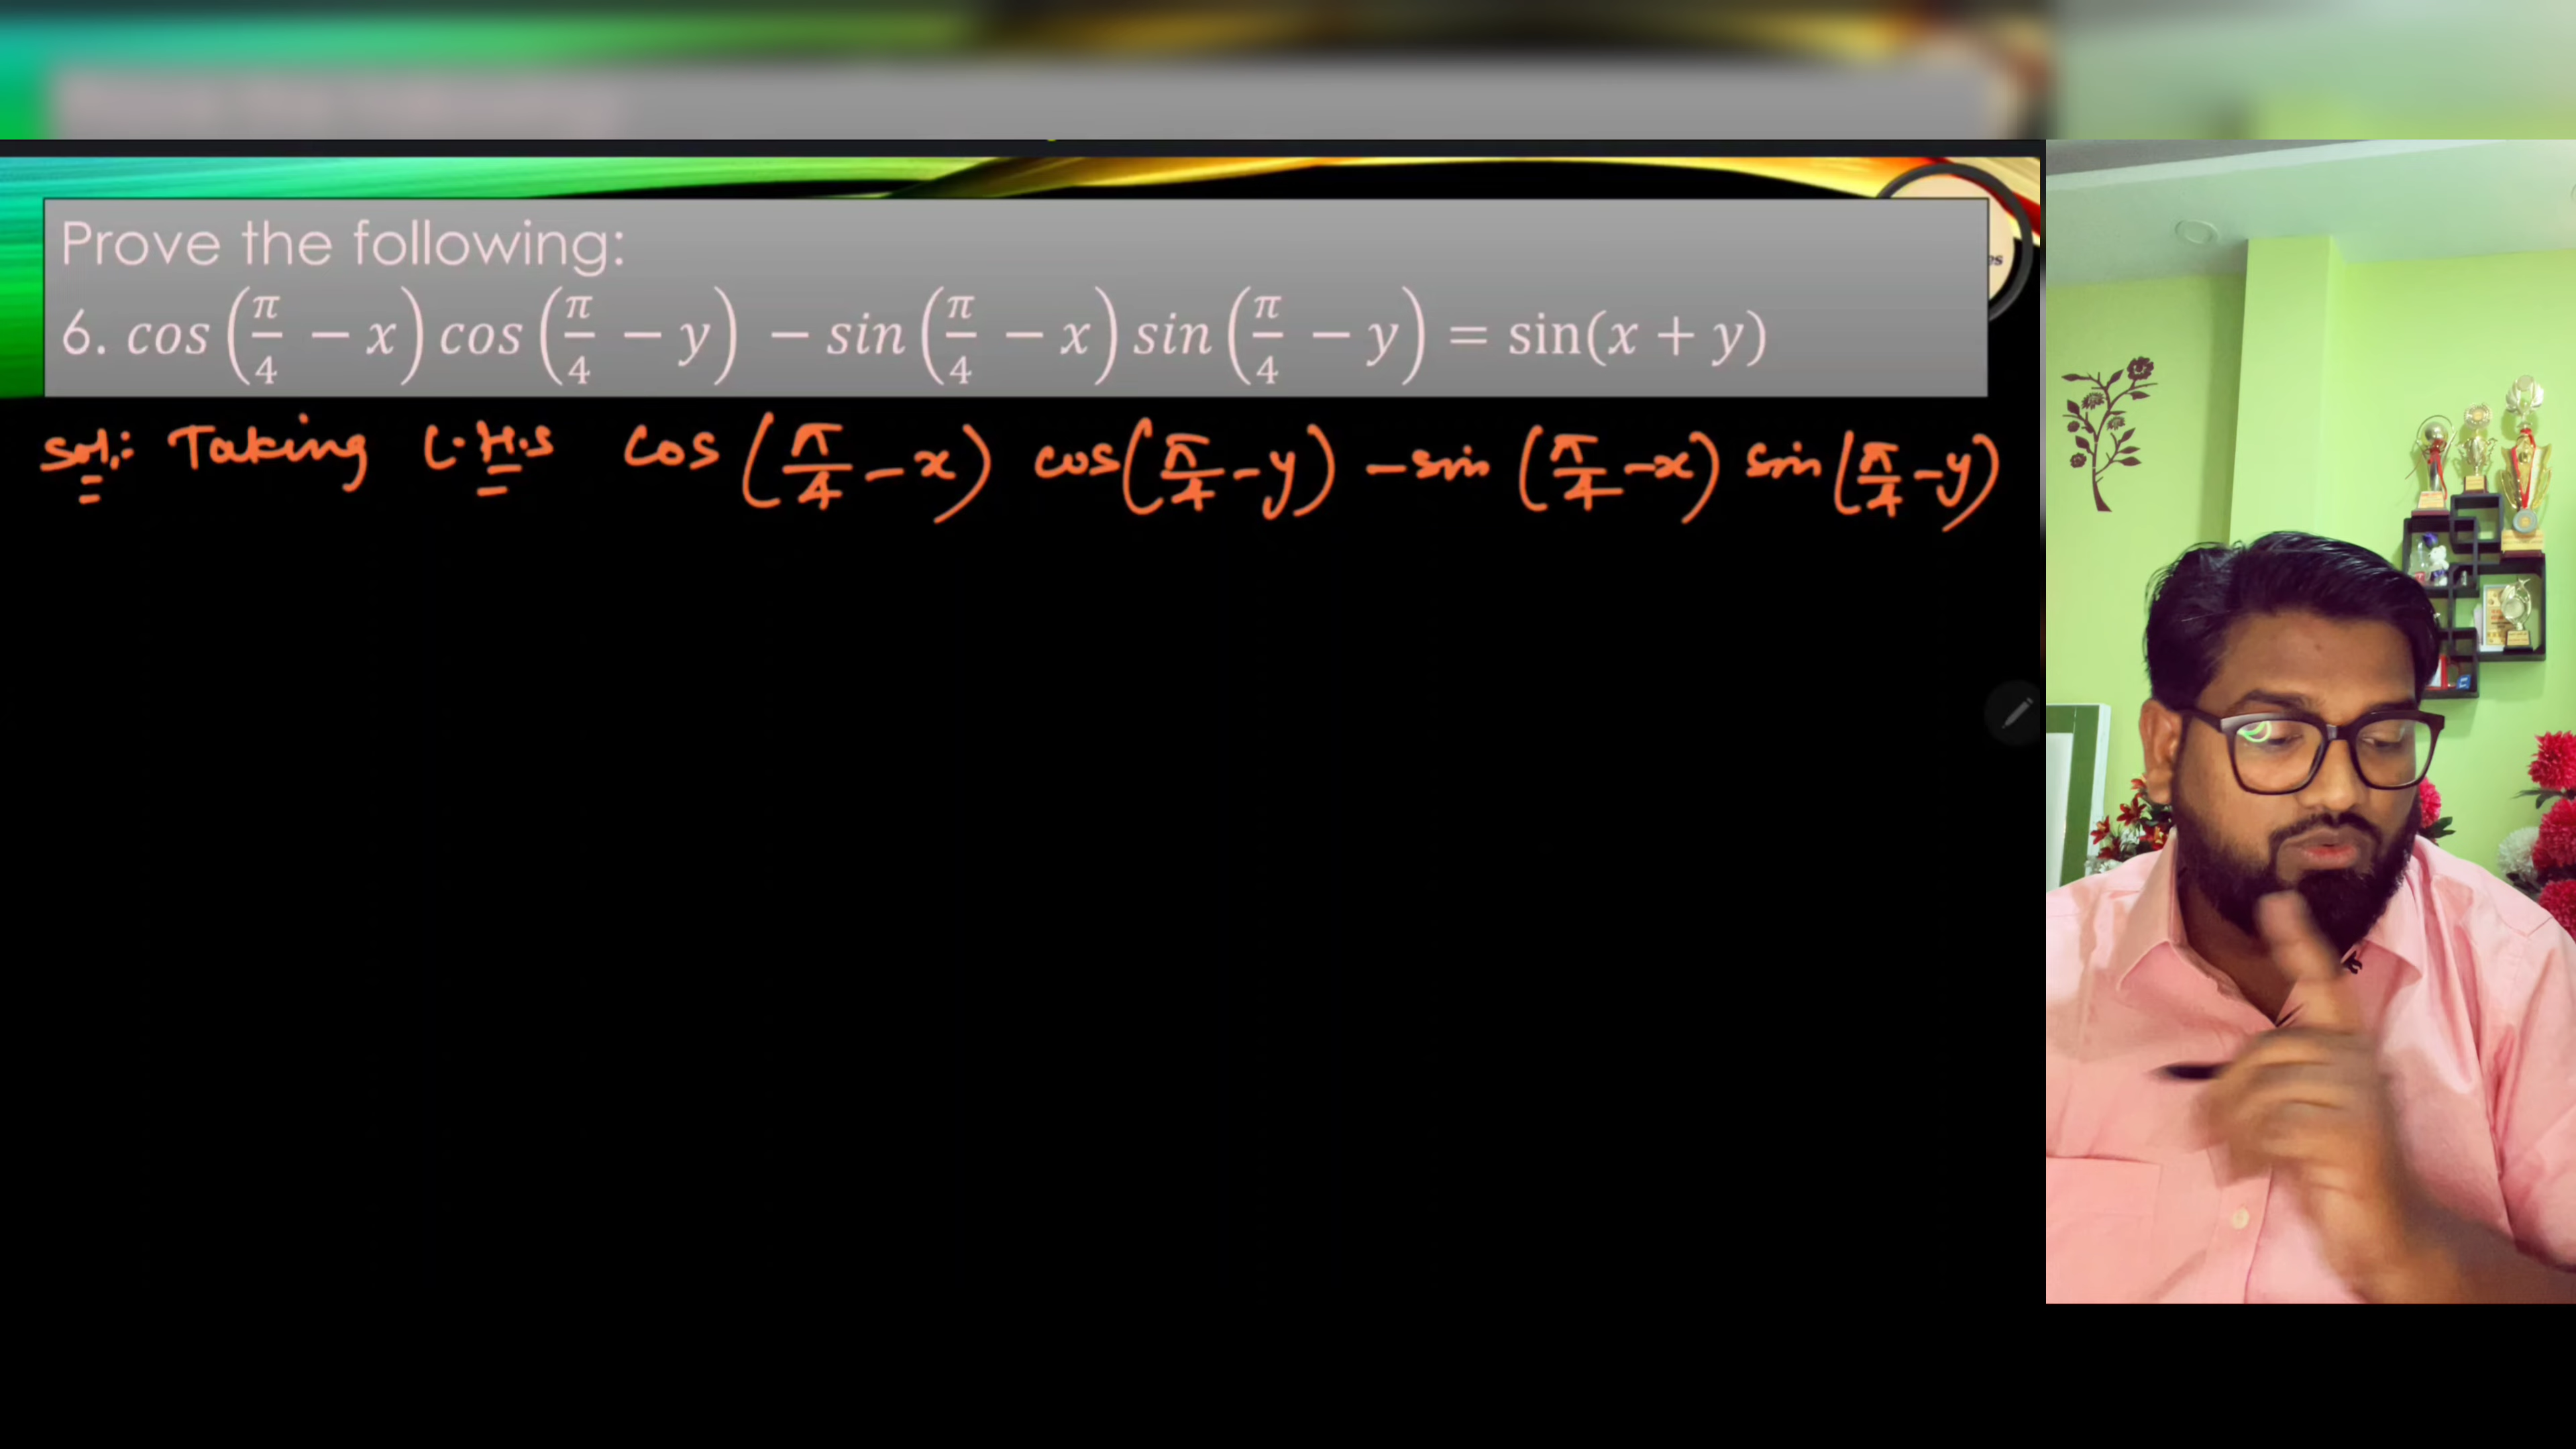 es
Prove the following:
6. cos(π/4 − x) cos(π/4 − y) − sin(π/4 − x) sin(π/4 − y) = sin(x + y)
Sol.: Taking L.H.S cos(π/4 − x) cos(π/4 − y) − sin(π/4 − x) sin(π/4 − y)